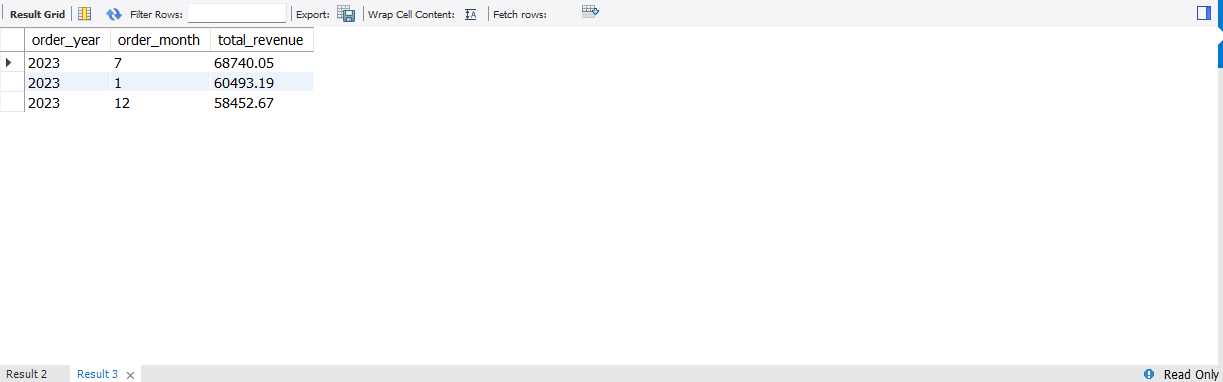 Result Grid Filter Rows: Export: Wrap Cell Content: IA Fetch rows:
order_year order_month total_revenue
2023 7 68740.05
2023 1 60493.19
2023 12 58452.67
Result 2 Result 3 × Read Only